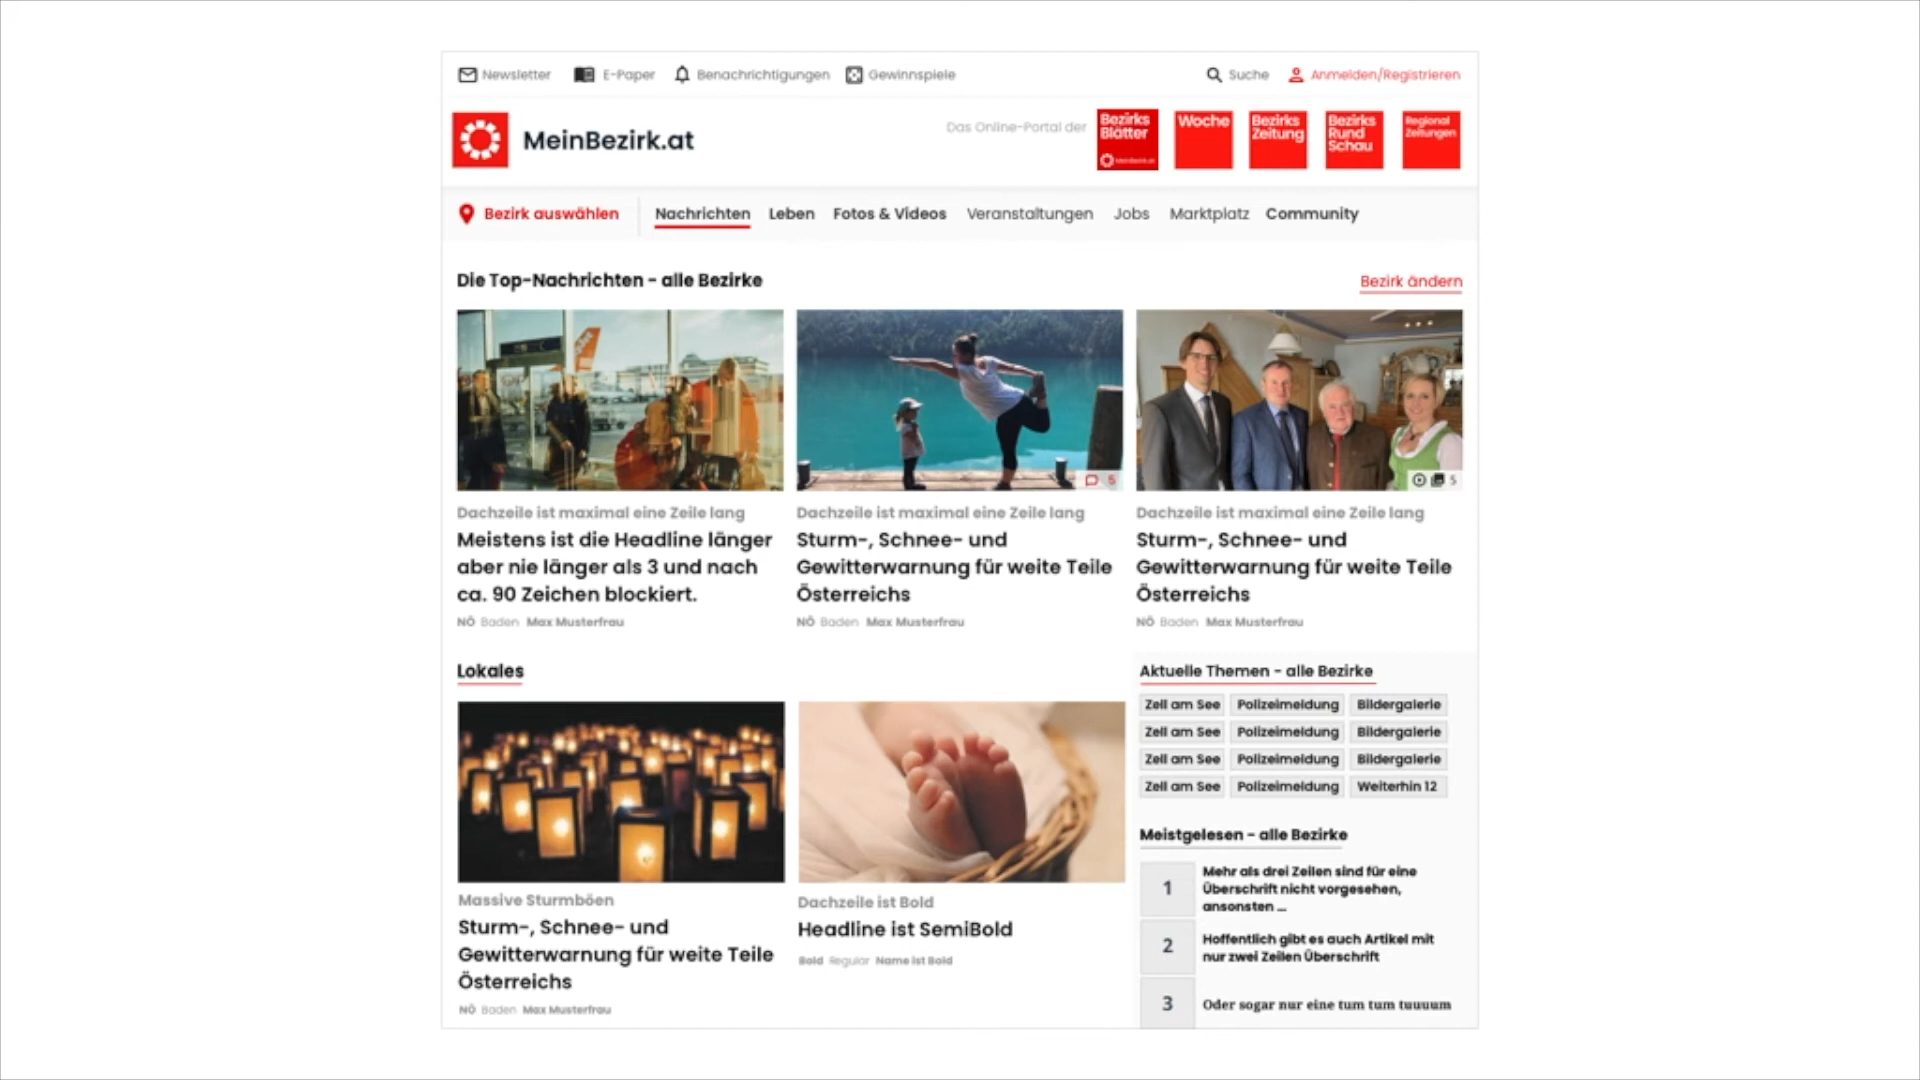 Newsletter E-Paper Benachrichtigungen Gewinnspiele Suche Anmelden/Registrieren
MeinBezirk.at
Das Online-Portal der
Bezirks
Blätter
MeinBezirk.at
Woche
Bezirks
Zeitung
Bezirks
Rund
Schau
Regional
Zeitungen
Bezirk auswählen Nachrichten Leben Fotos & Videos Veranstaltungen Jobs Marktplatz Community
Die Top-Nachrichten - alle Bezirke
Bezirk ändern
5
5
Dachzeile ist maximal eine Zeile lang
Meistens ist die Headline länger
aber nie länger als 3 und nach
ca. 90 Zeichen blockiert.
NÖ Baden Max Musterfrau
Dachzeile ist maximal eine Zeile lang
Sturm-, Schnee- und
Gewitterwarnung für weite Teile
Österreichs
NÖ Baden Max Musterfrau
Dachzeile ist maximal eine Zeile lang
Sturm-, Schnee- und
Gewitterwarnung für weite Teile
Österreichs
NÖ Baden Max Musterfrau
Lokales
Massive Sturmböen
Sturm-, Schnee- und
Gewitterwarnung für weite Teile
Österreichs
NÖ Baden Max Musterfrau
Dachzeile ist Bold
Headline ist SemiBold
Bold Regular Name ist Bold
Aktuelle Themen - alle Bezirke
Zell am See Polizeimeldung Bildergalerie
Zell am See Polizeimeldung Bildergalerie
Zell am See Polizeimeldung Bildergalerie
Zell am See Polizeimeldung Weiterhin 12
Meistgelesen - alle Bezirke
1
Mehr als drei Zeilen sind für eine
Überschrift nicht vorgesehen,
ansonsten ...
2
Hoffentlich gibt es auch Artikel mit
nur zwei Zeilen Überschrift
3
Oder sogar nur eine tum tum tuuuum